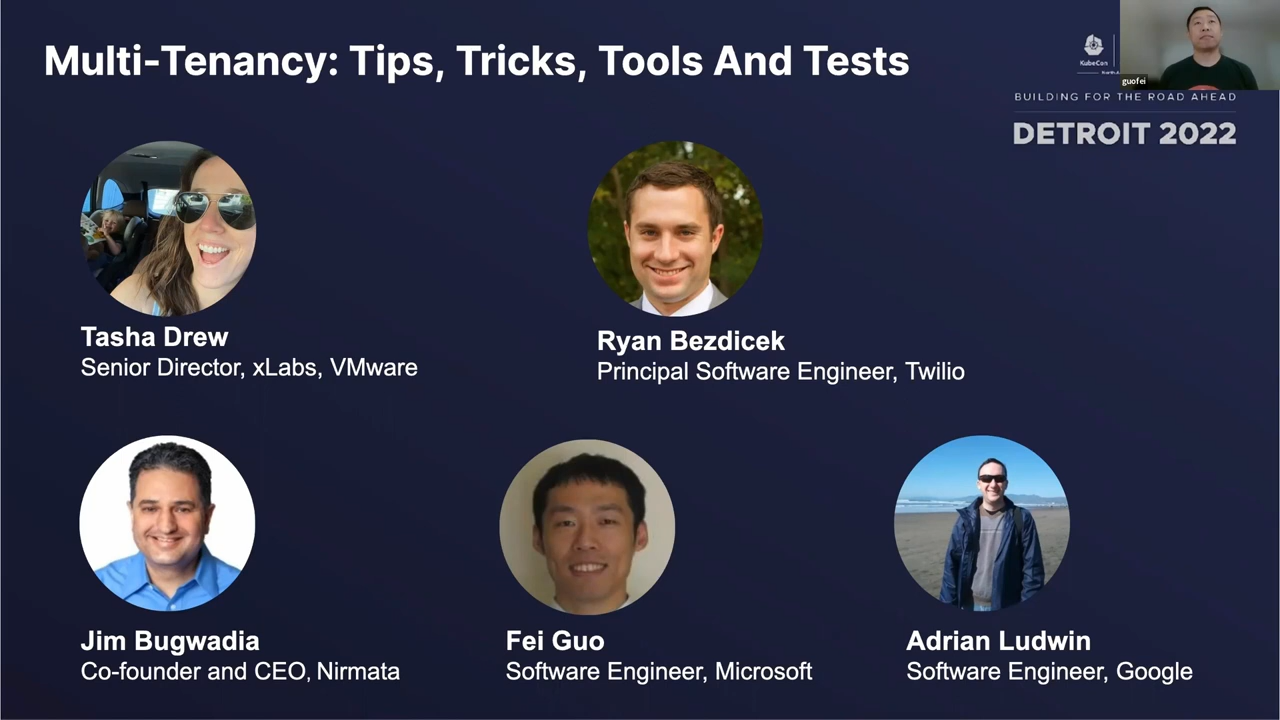 Multi-Tenancy: Tips, Tricks, Tools And Tests
KubeCon
guofei
BUILDING FOR THE ROAD AHEAD
DETROIT 2022
Tasha Drew
Senior Director, xLabs, VMware
Ryan Bezdicek
Principal Software Engineer, Twilio
Jim Bugwadia
Co-founder and CEO, Nirmata
Fei Guo
Software Engineer, Microsoft
Adrian Ludwin
Software Engineer, Google